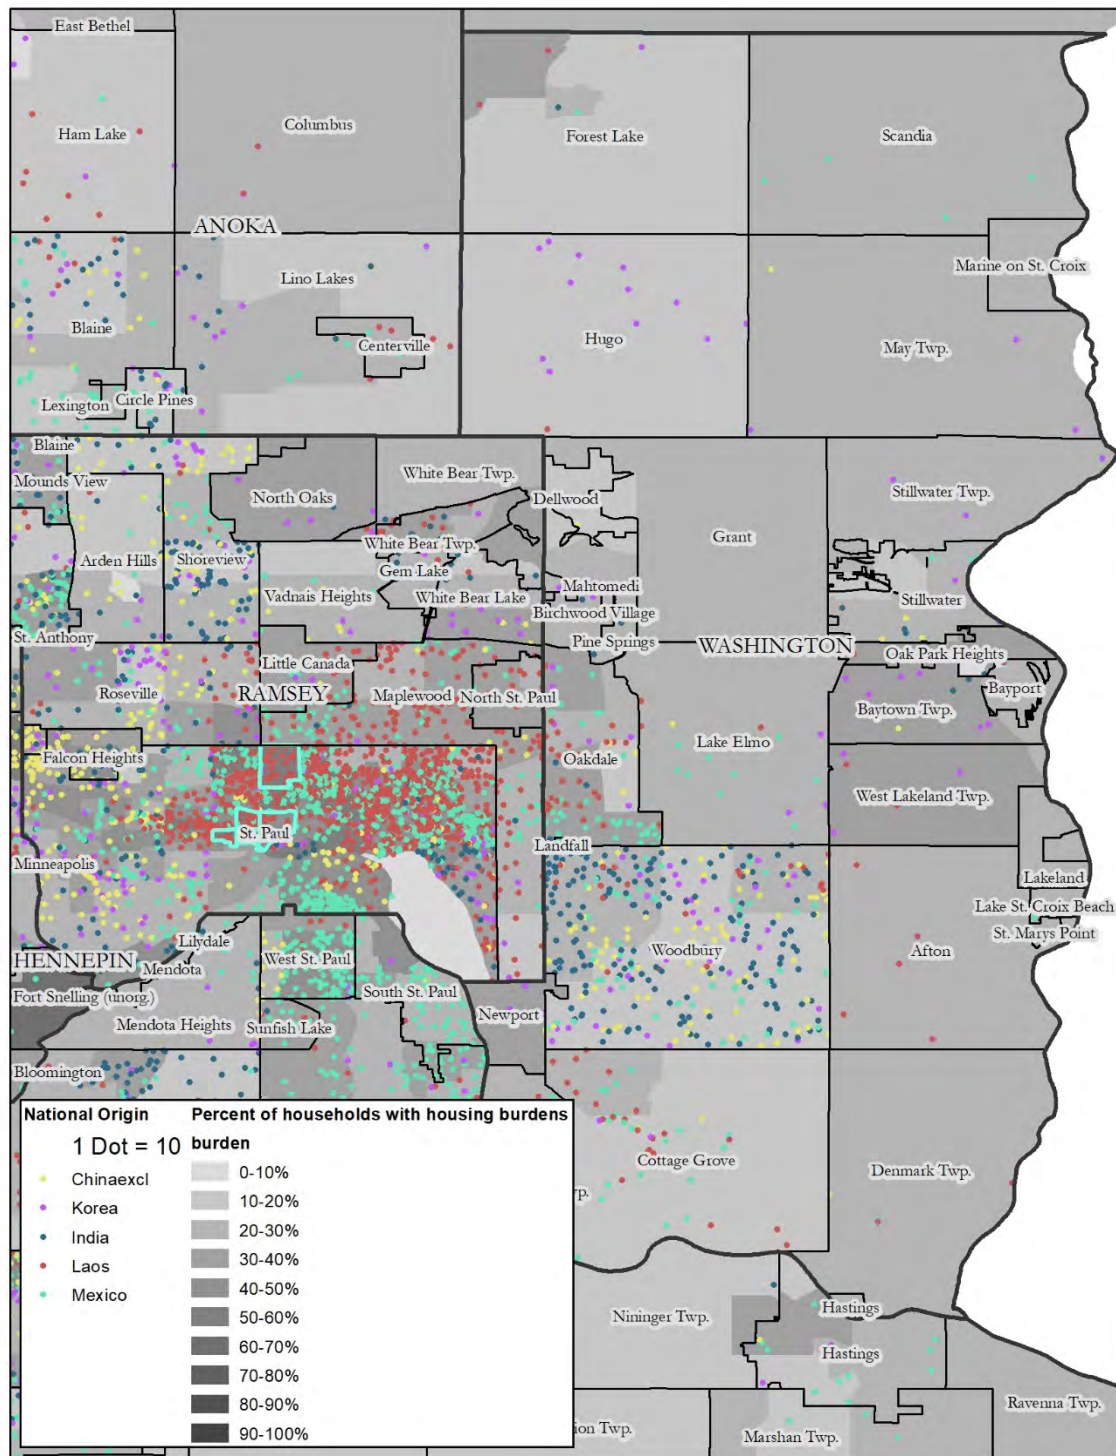 East Bethel
Ham Lake
Columbus
Forest Lake
Scandia
ANOKA
Lino Lakes
Marine on St. Croix
Blaine
Centerville
Hugo
May Twp.
Lexington
Circle Pines
Blaine
Mounds View
White Bear Twp.
North Oaks
Dellwood
Stillwater Twp.
Grant
White Bear Twp.
Arden Hills
Shoreview
Gem Lake
Mahtomedi
Vadnais Heights
White Bear Lake
Stillwater
Birchwood Village
St. Anthony
Pine Springs
WASHINGTON
Oak Park Heights
Little Canada
Roseville
RAMSEY
Maplewood
North St. Paul
Bayport
Baytown Twp.
Falcon Heights
Oakdale
Lake Elmo
West Lakeland Twp.
St. Paul
Landfall
Minneapolis
Lakeland
Lake St. Croix Beach
St. Marys Point
Lilydale
Woodbury
Afton
HENNEPIN
Mendota
West St. Paul
Fort Snelling (unorg.)
South St. Paul
Mendota Heights
Sunfish Lake
Newport
Bloomington
National Origin
1 Dot = 10
Chinaexcl
Korea
India
Laos
Mexico
Percent of households with housing burdens
burden
0-10%
10-20%
20-30%
30-40%
40-50%
50-60%
60-70%
70-80%
80-90%
90-100%
Cottage Grove
Denmark Twp.
wp.
Nininger Twp.
Hastings
Hastings
Ravenna Twp.
ion Twp.
Marshan Twp.